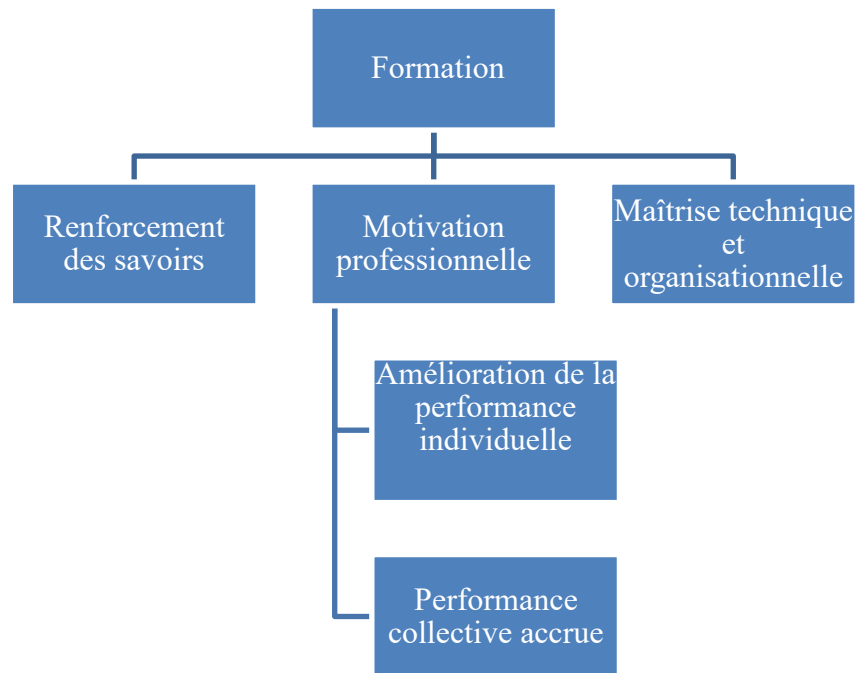 Formation
Renforcement
des savoirs
Motivation
professionnelle
Maîtrise technique
et
organisationnelle
Amélioration de la
performance
individuelle
Performance
collective accrue